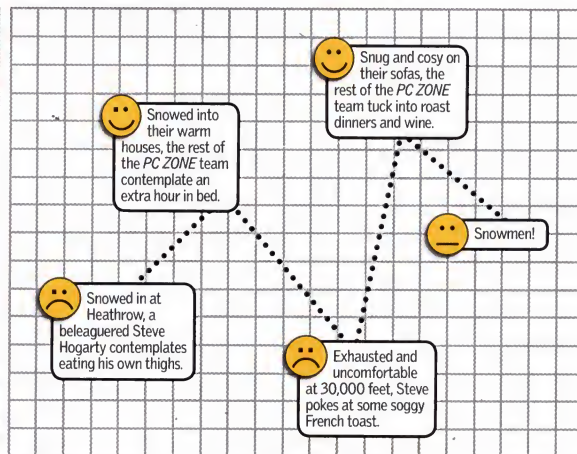 Snowed in at
Heathrow, a
beleaguered Steve
Hogarty contemplates
eating his own thighs.
Snowed into
their warm
houses, the rest of
the PC ZONE team
contemplate an
extra hour in bed.
Exhausted and
uncomfortable
at 30,000 feet, Steve
pokes at some soggy
French toast.
Snug and cosy on
their sofas, the
rest of the PC ZONE
team tuck into roast
dinners and wine.
Snowmen!